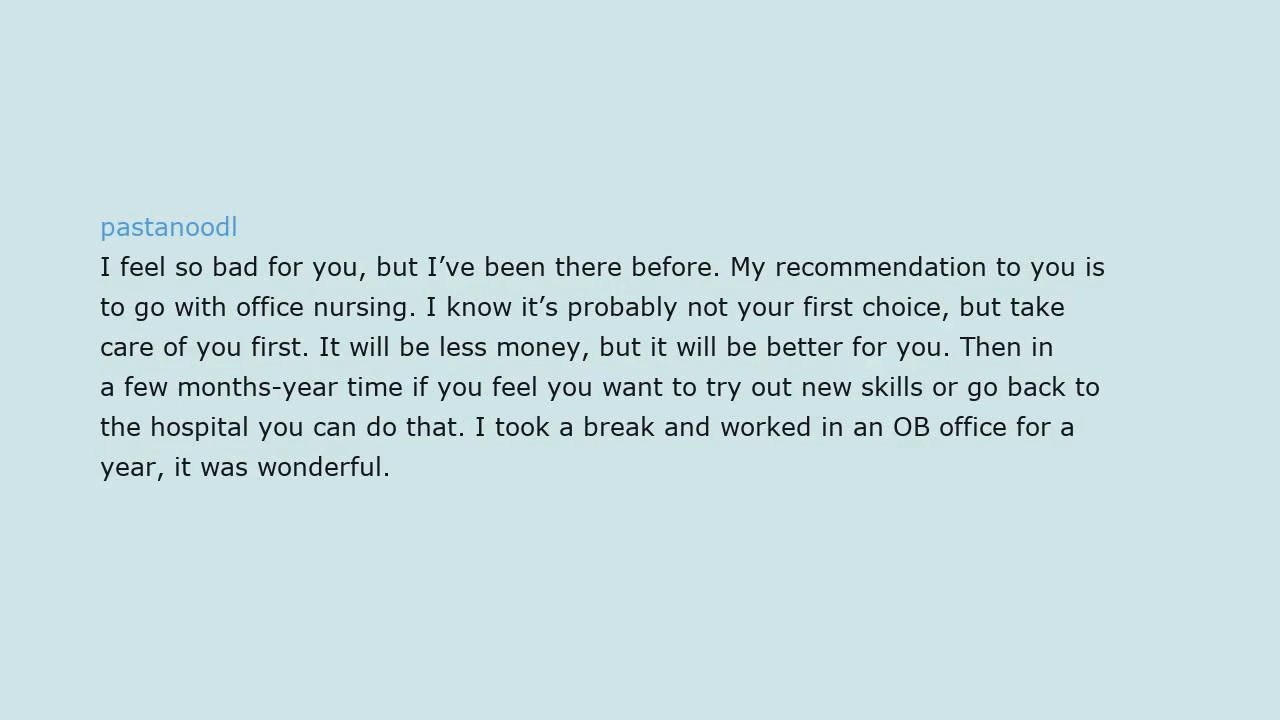 pastanoodl
I feel so bad for you, but I’ve been there before. My recommendation to you is
to go with office nursing. I know it’s probably not your first choice, but take
care of you first. It will be less money, but it will be better for you. Then in
a few months-year time if you feel you want to try out new skills or go back to
the hospital you can do that. I took a break and worked in an OB office for a
year, it was wonderful.